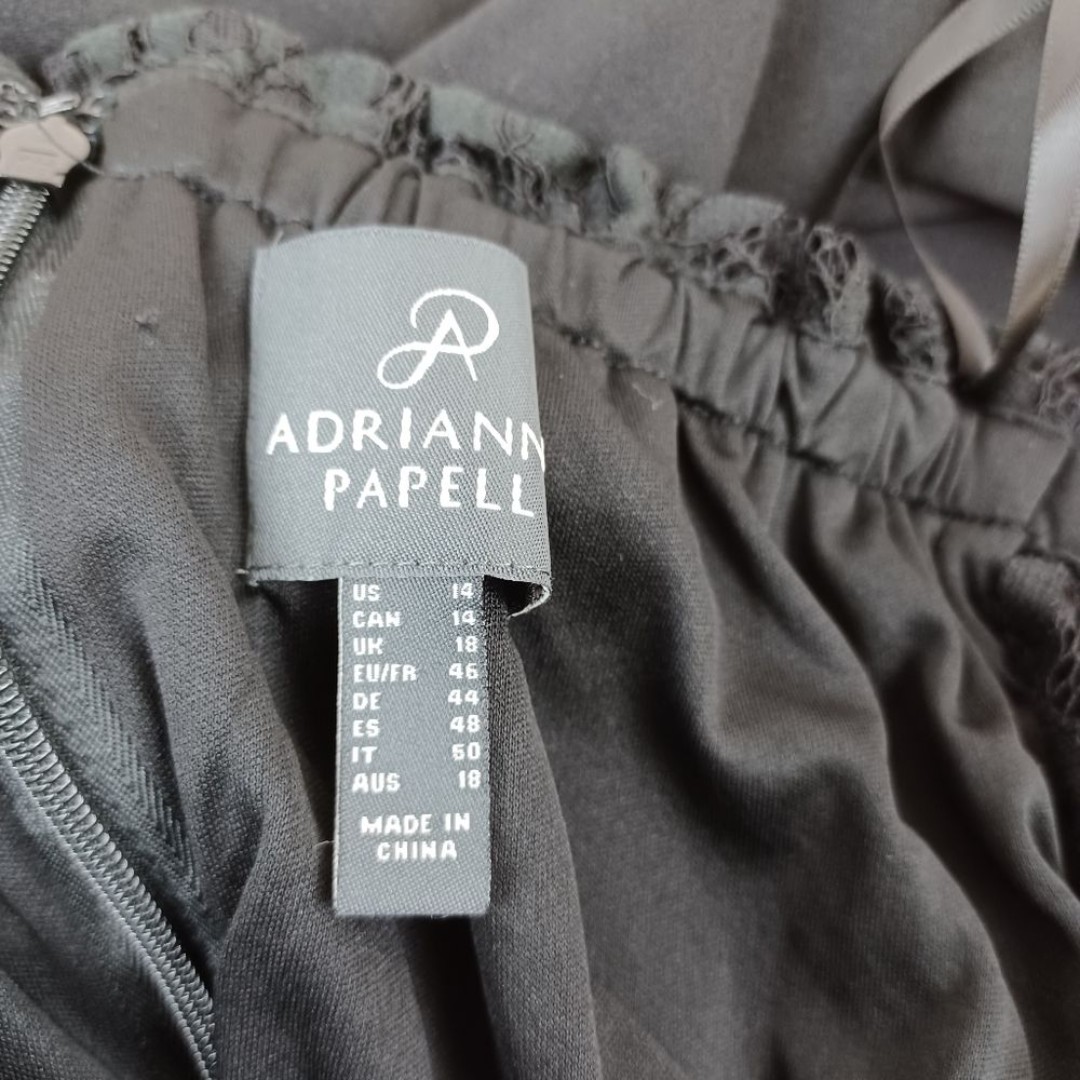 ADRIANN
PAPELL
US 14
CAN 14
UK 18
EU/FR 46
DE 44
ES 48
IT 50
AUS 18
MADE IN
CHINA